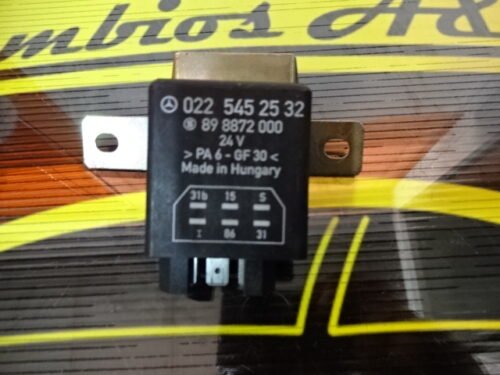 mbios A&
022 545 25 32
89 8872 000
24 V
> PA 6 - GF 30 <
Made in Hungary
31b 15 S
I 86 31